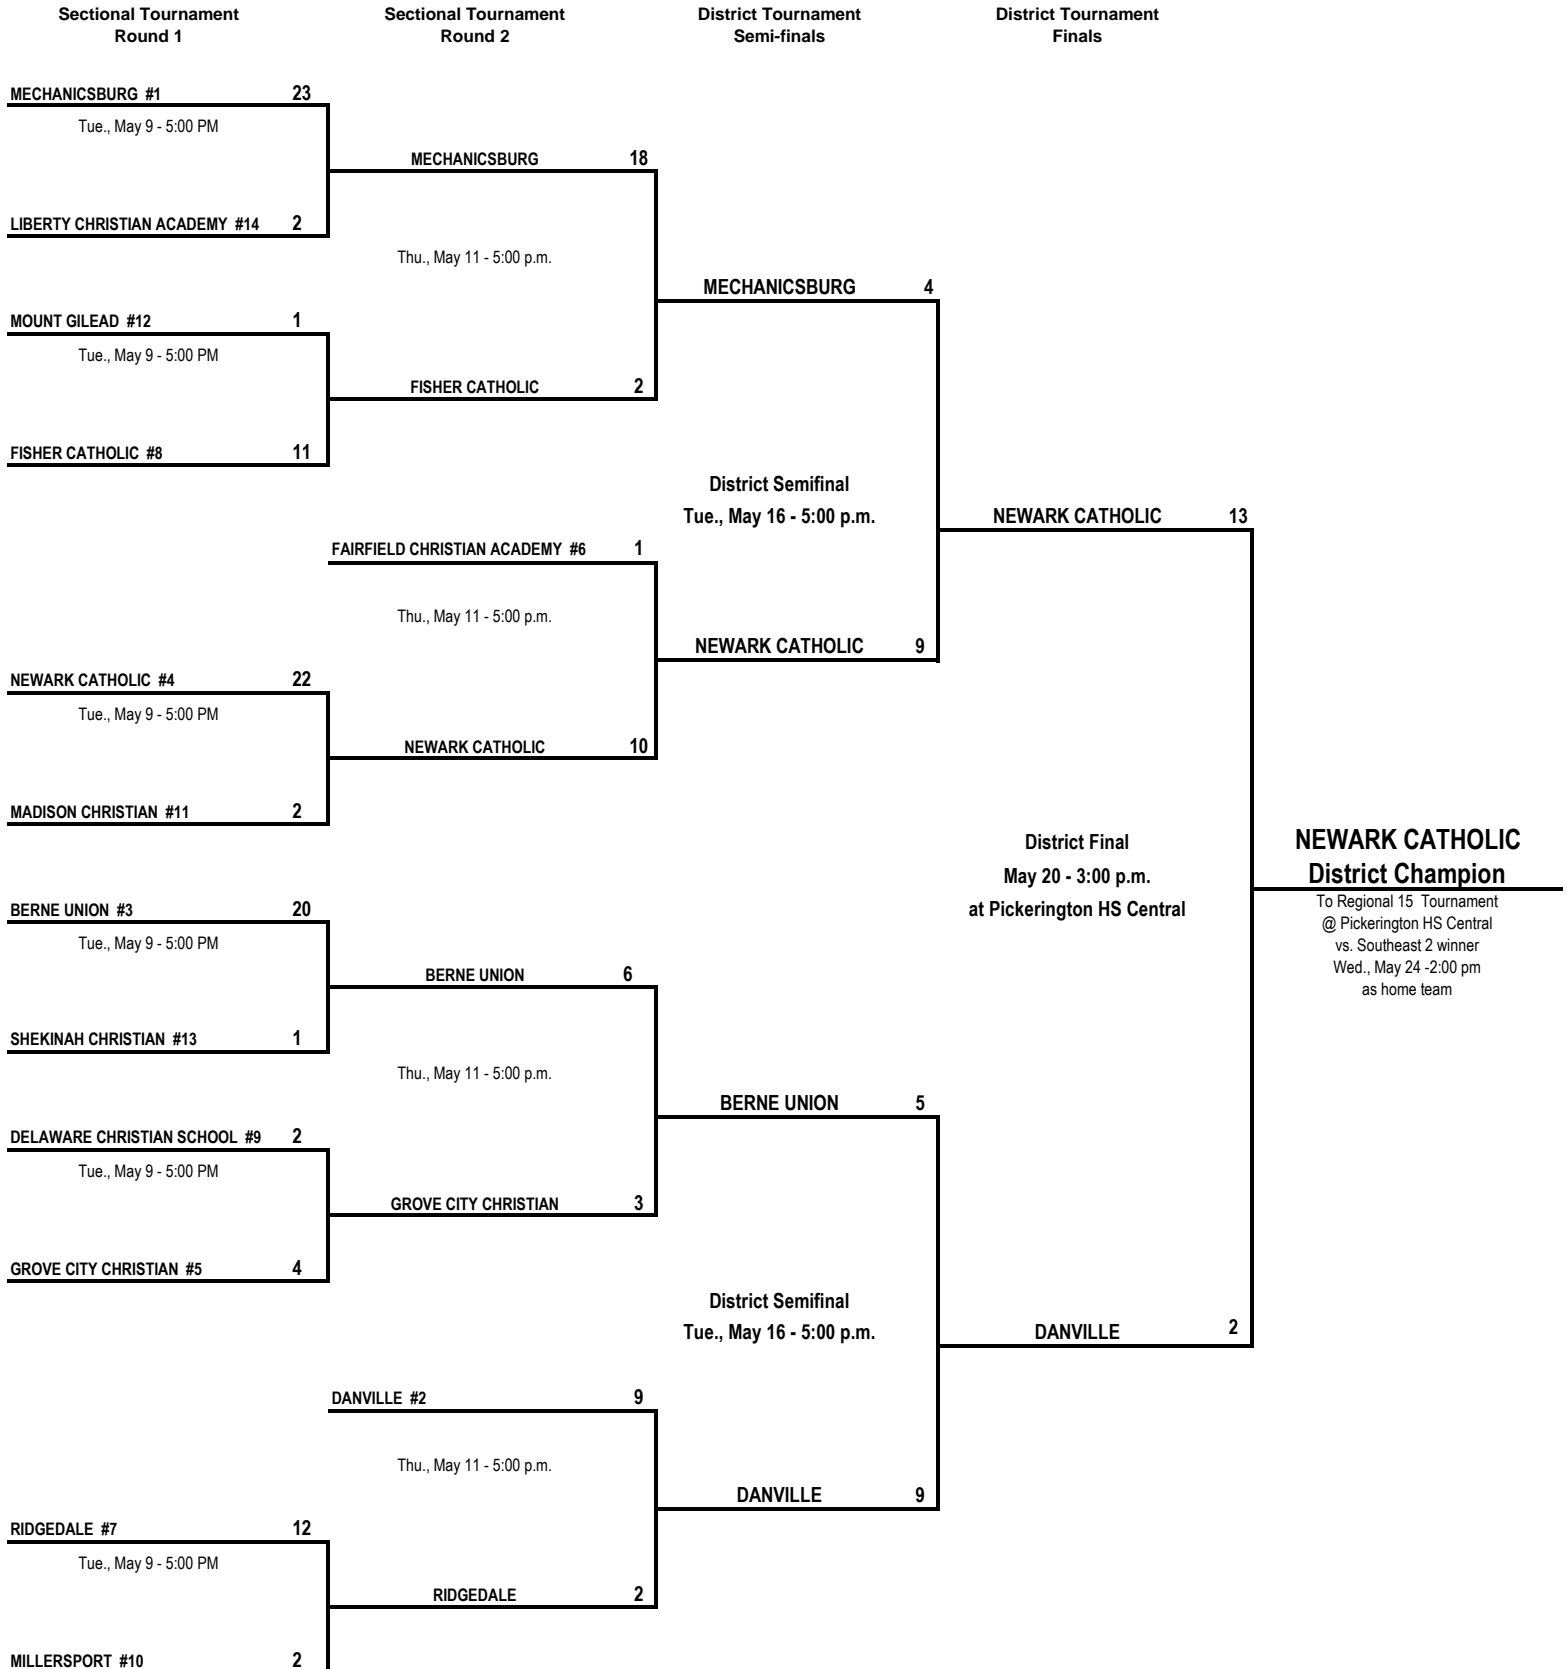 Sectional Tournament
Round 1
Sectional Tournament
Round 2
District Tournament
Semi-finals
District Tournament
Finals
MECHANICSBURG #1 23
Tue., May 9 - 5:00 PM
MECHANICSBURG 18
LIBERTY CHRISTIAN ACADEMY #14 2
Thu., May 11 - 5:00 p.m.
MECHANICSBURG 4
MOUNT GILEAD #12 1
Tue., May 9 - 5:00 PM
FISHER CATHOLIC 2
FISHER CATHOLIC #8 11
District Semifinal
Tue., May 16 - 5:00 p.m.
NEWARK CATHOLIC 13
FAIRFIELD CHRISTIAN ACADEMY #6 1
Thu., May 11 - 5:00 p.m.
NEWARK CATHOLIC 9
NEWARK CATHOLIC #4 22
Tue., May 9 - 5:00 PM
NEWARK CATHOLIC 10
MADISON CHRISTIAN #11 2
District Final
May 20 - 3:00 p.m.
at Pickerington HS Central
NEWARK CATHOLIC
District Champion
To Regional 15 Tournament
@ Pickerington HS Central
vs. Southeast 2 winner
Wed., May 24 -2:00 pm
as home team
BERNE UNION #3 20
Tue., May 9 - 5:00 PM
BERNE UNION 6
SHEKINAH CHRISTIAN #13 1
Thu., May 11 - 5:00 p.m.
BERNE UNION 5
DELAWARE CHRISTIAN SCHOOL #9 2
Tue., May 9 - 5:00 PM
GROVE CITY CHRISTIAN 3
GROVE CITY CHRISTIAN #5 4
District Semifinal
Tue., May 16 - 5:00 p.m.
DANVILLE 2
DANVILLE #2 9
Thu., May 11 - 5:00 p.m.
DANVILLE 9
RIDGEDALE #7 12
Tue., May 9 - 5:00 PM
RIDGEDALE 2
MILLERSPORT #10 2